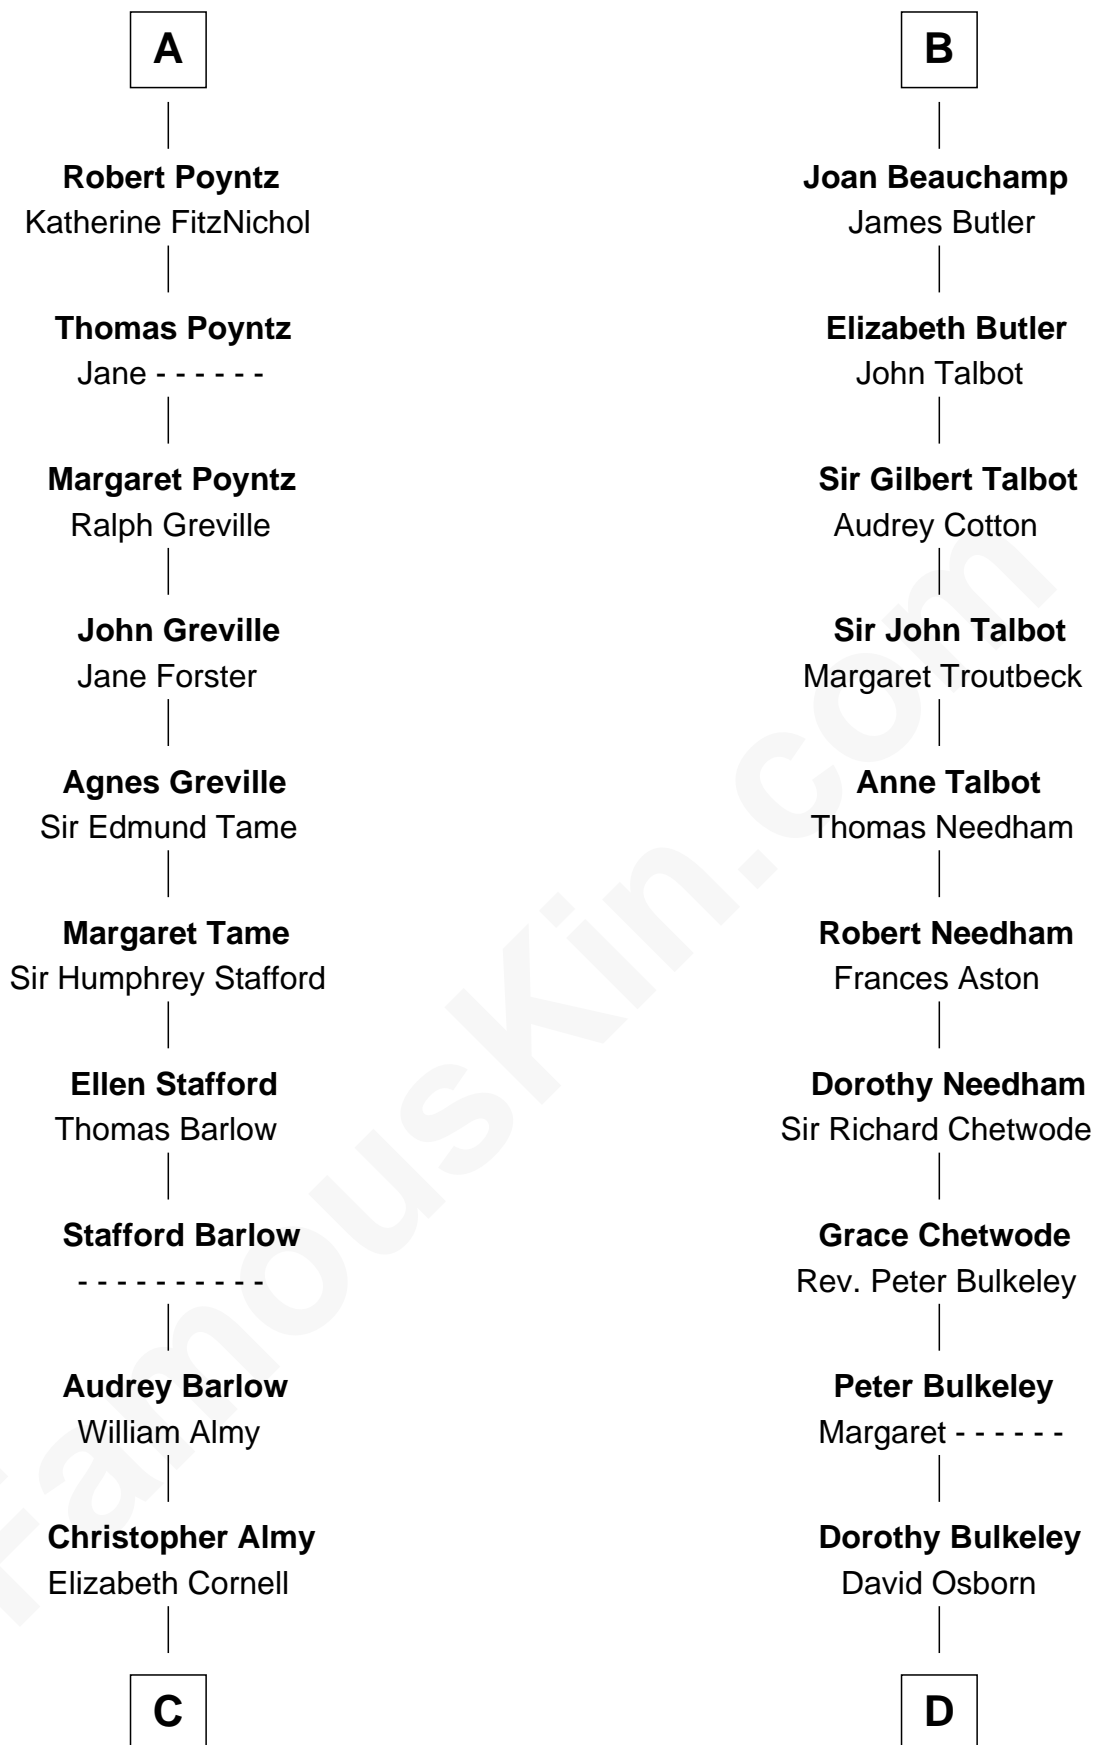 A
Robert Poyntz
Katherine FitzNichol
Thomas Poyntz
Jane - - - - - -
Margaret Poyntz
Ralph Greville
John Greville
Jane Forster
Agnes Greville
Sir Edmund Tame
Margaret Tame
Sir Humphrey Stafford
Ellen Stafford
Thomas Barlow
Stafford Barlow
- - - - - - - - - -
Audrey Barlow
William Almy
Christopher Almy
Elizabeth Cornell
C
B
Joan Beauchamp
James Butler
Elizabeth Butler
John Talbot
Sir Gilbert Talbot
Audrey Cotton
Sir John Talbot
Margaret Troutbeck
Anne Talbot
Thomas Needham
Robert Needham
Frances Aston
Dorothy Needham
Sir Richard Chetwode
Grace Chetwode
Rev. Peter Bulkeley
Peter Bulkeley
Margaret - - - - - -
Dorothy Bulkeley
David Osborn
D
FamousKin.com